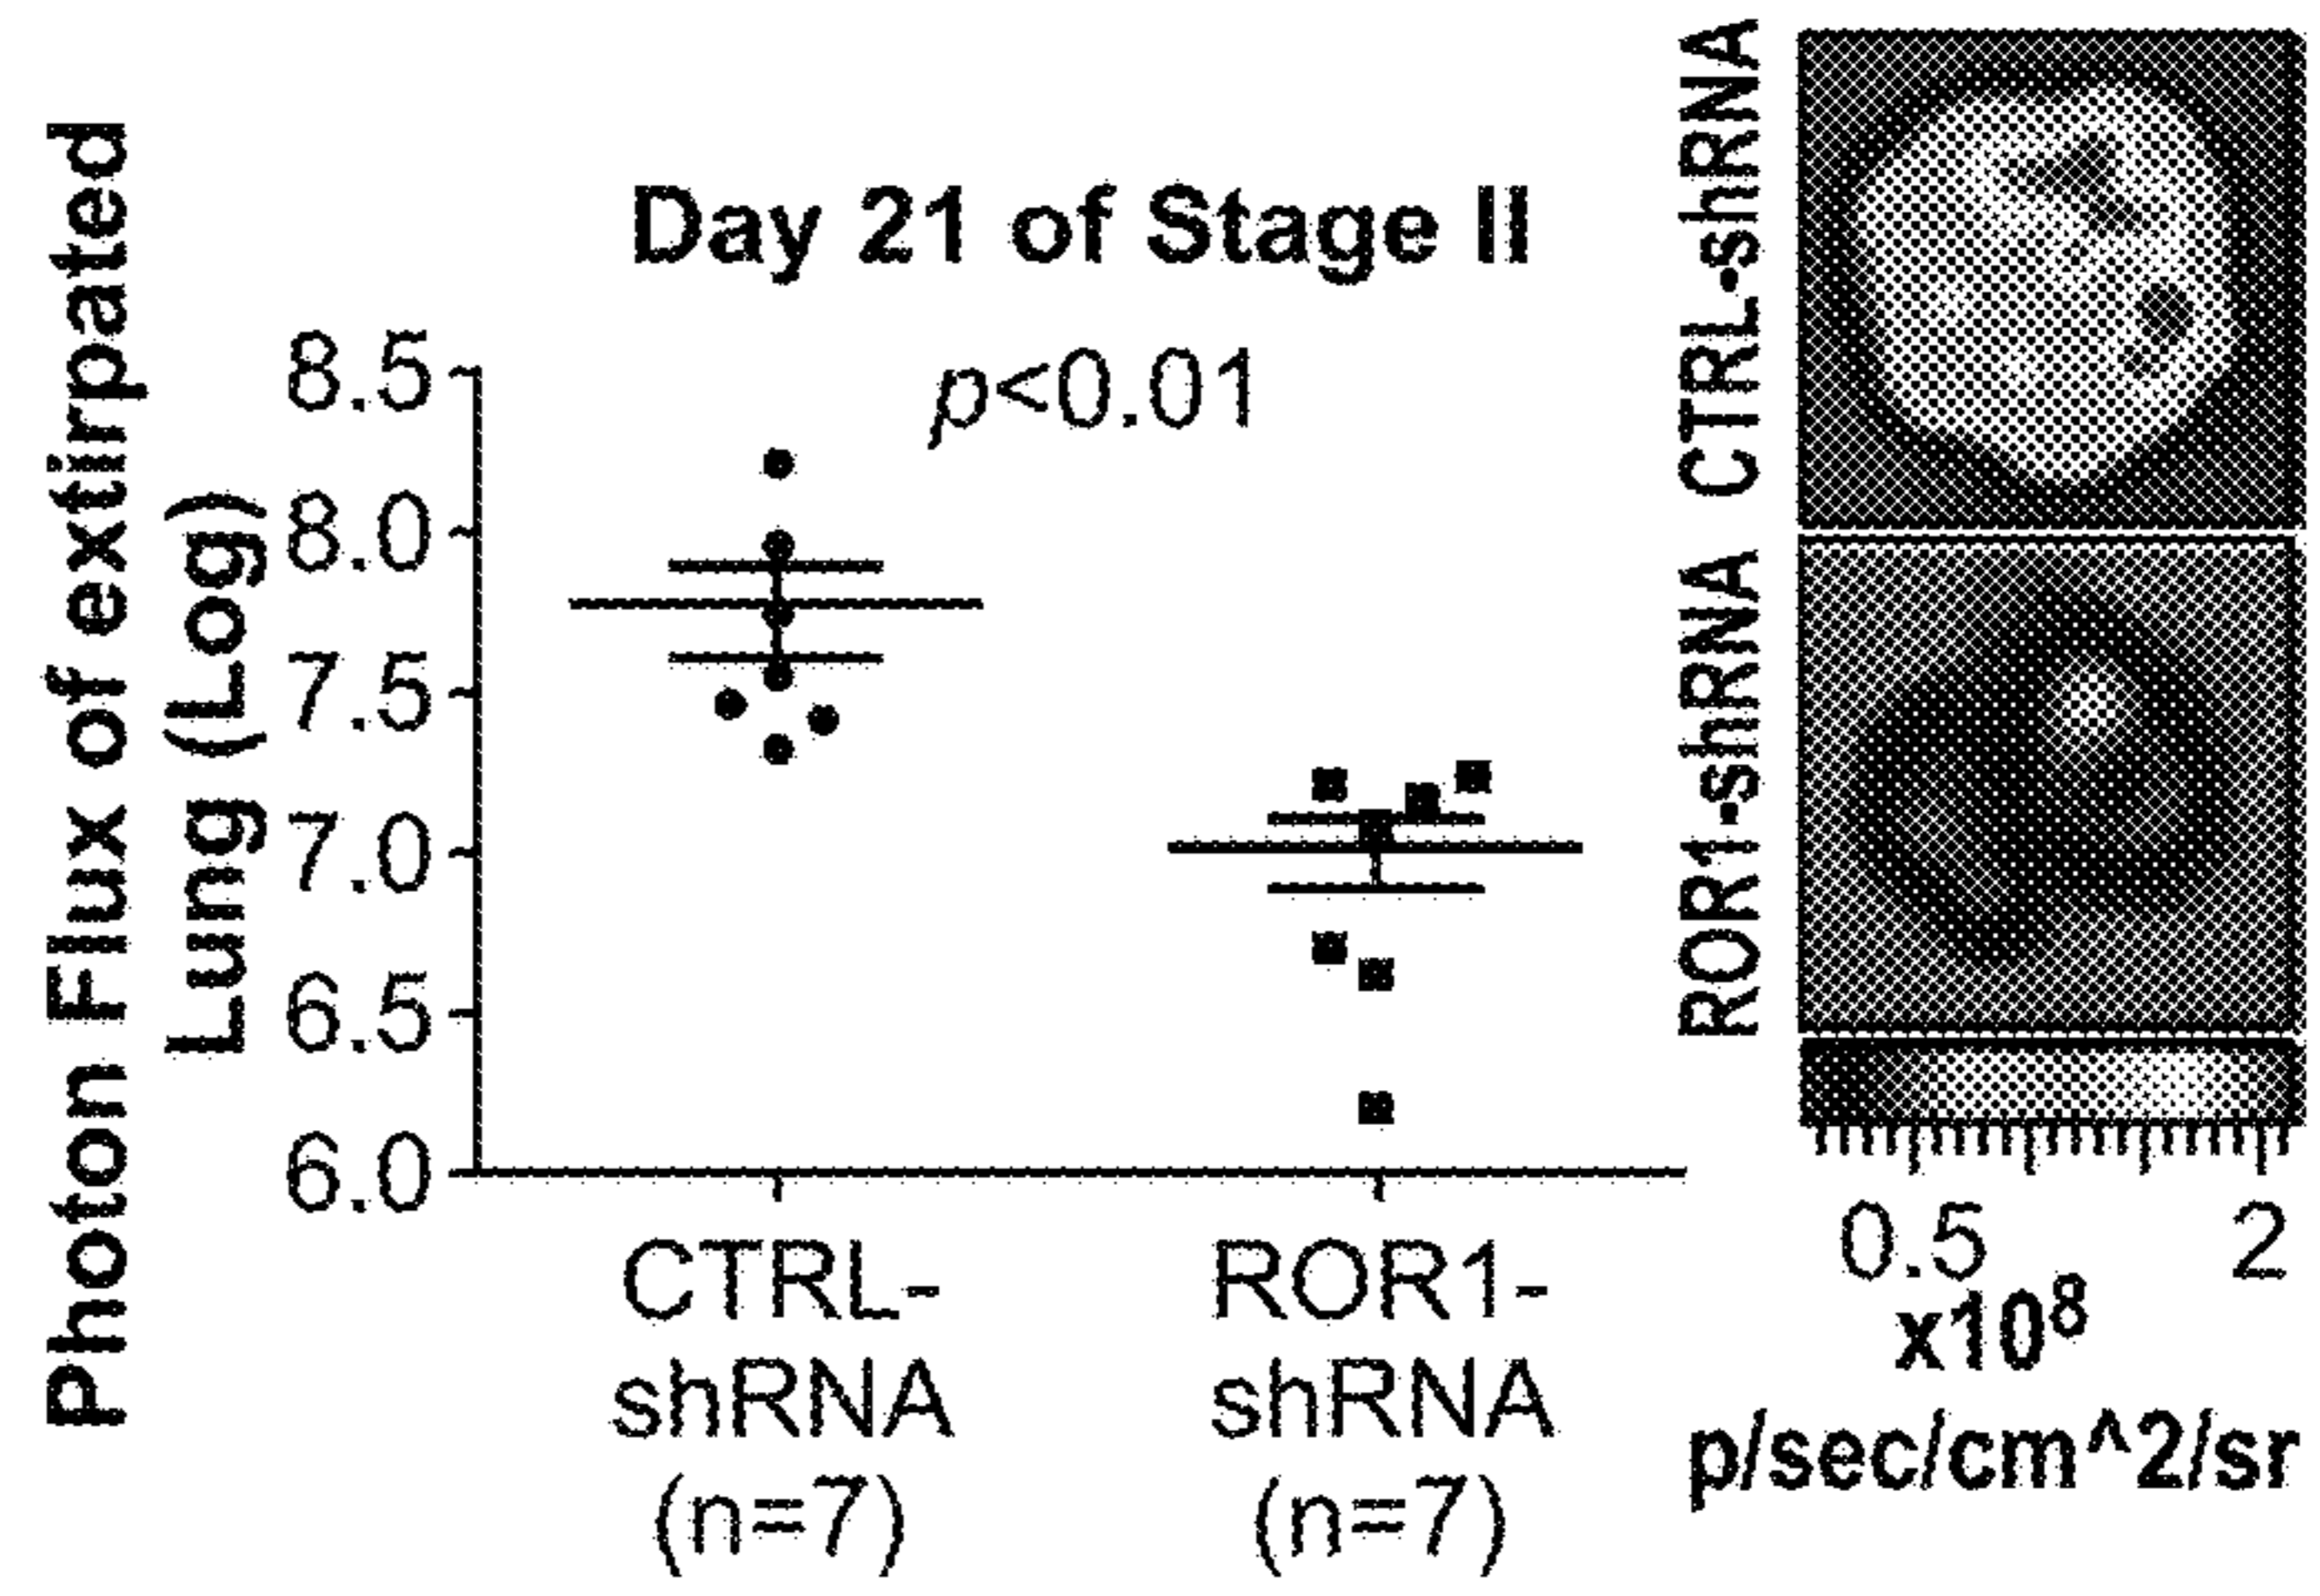 Photon Flux of extirpated
Lung (Log)
Day 21 of Stage II
p<0.01
8.5
8.0
7.5
7.0
6.5
6.0
CTRL-
shRNA
(n=7)
ROR1-
shRNA
(n=7)
CTRL-shRNA
ROR1-shRNA
0.5 2
x10⁸
p/sec/cm^2/sr